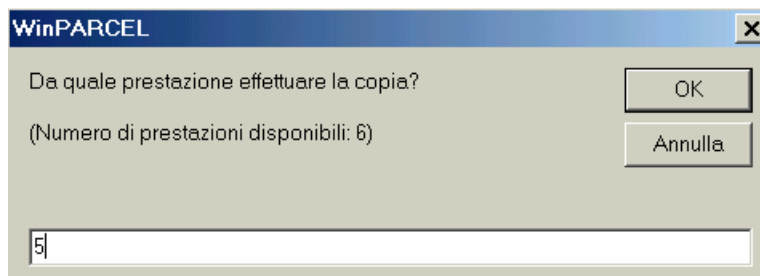 WinPARCEL
Da quale prestazione effettuare la copia?
OK
(Numero di prestazioni disponibili: 6)
Annulla
5